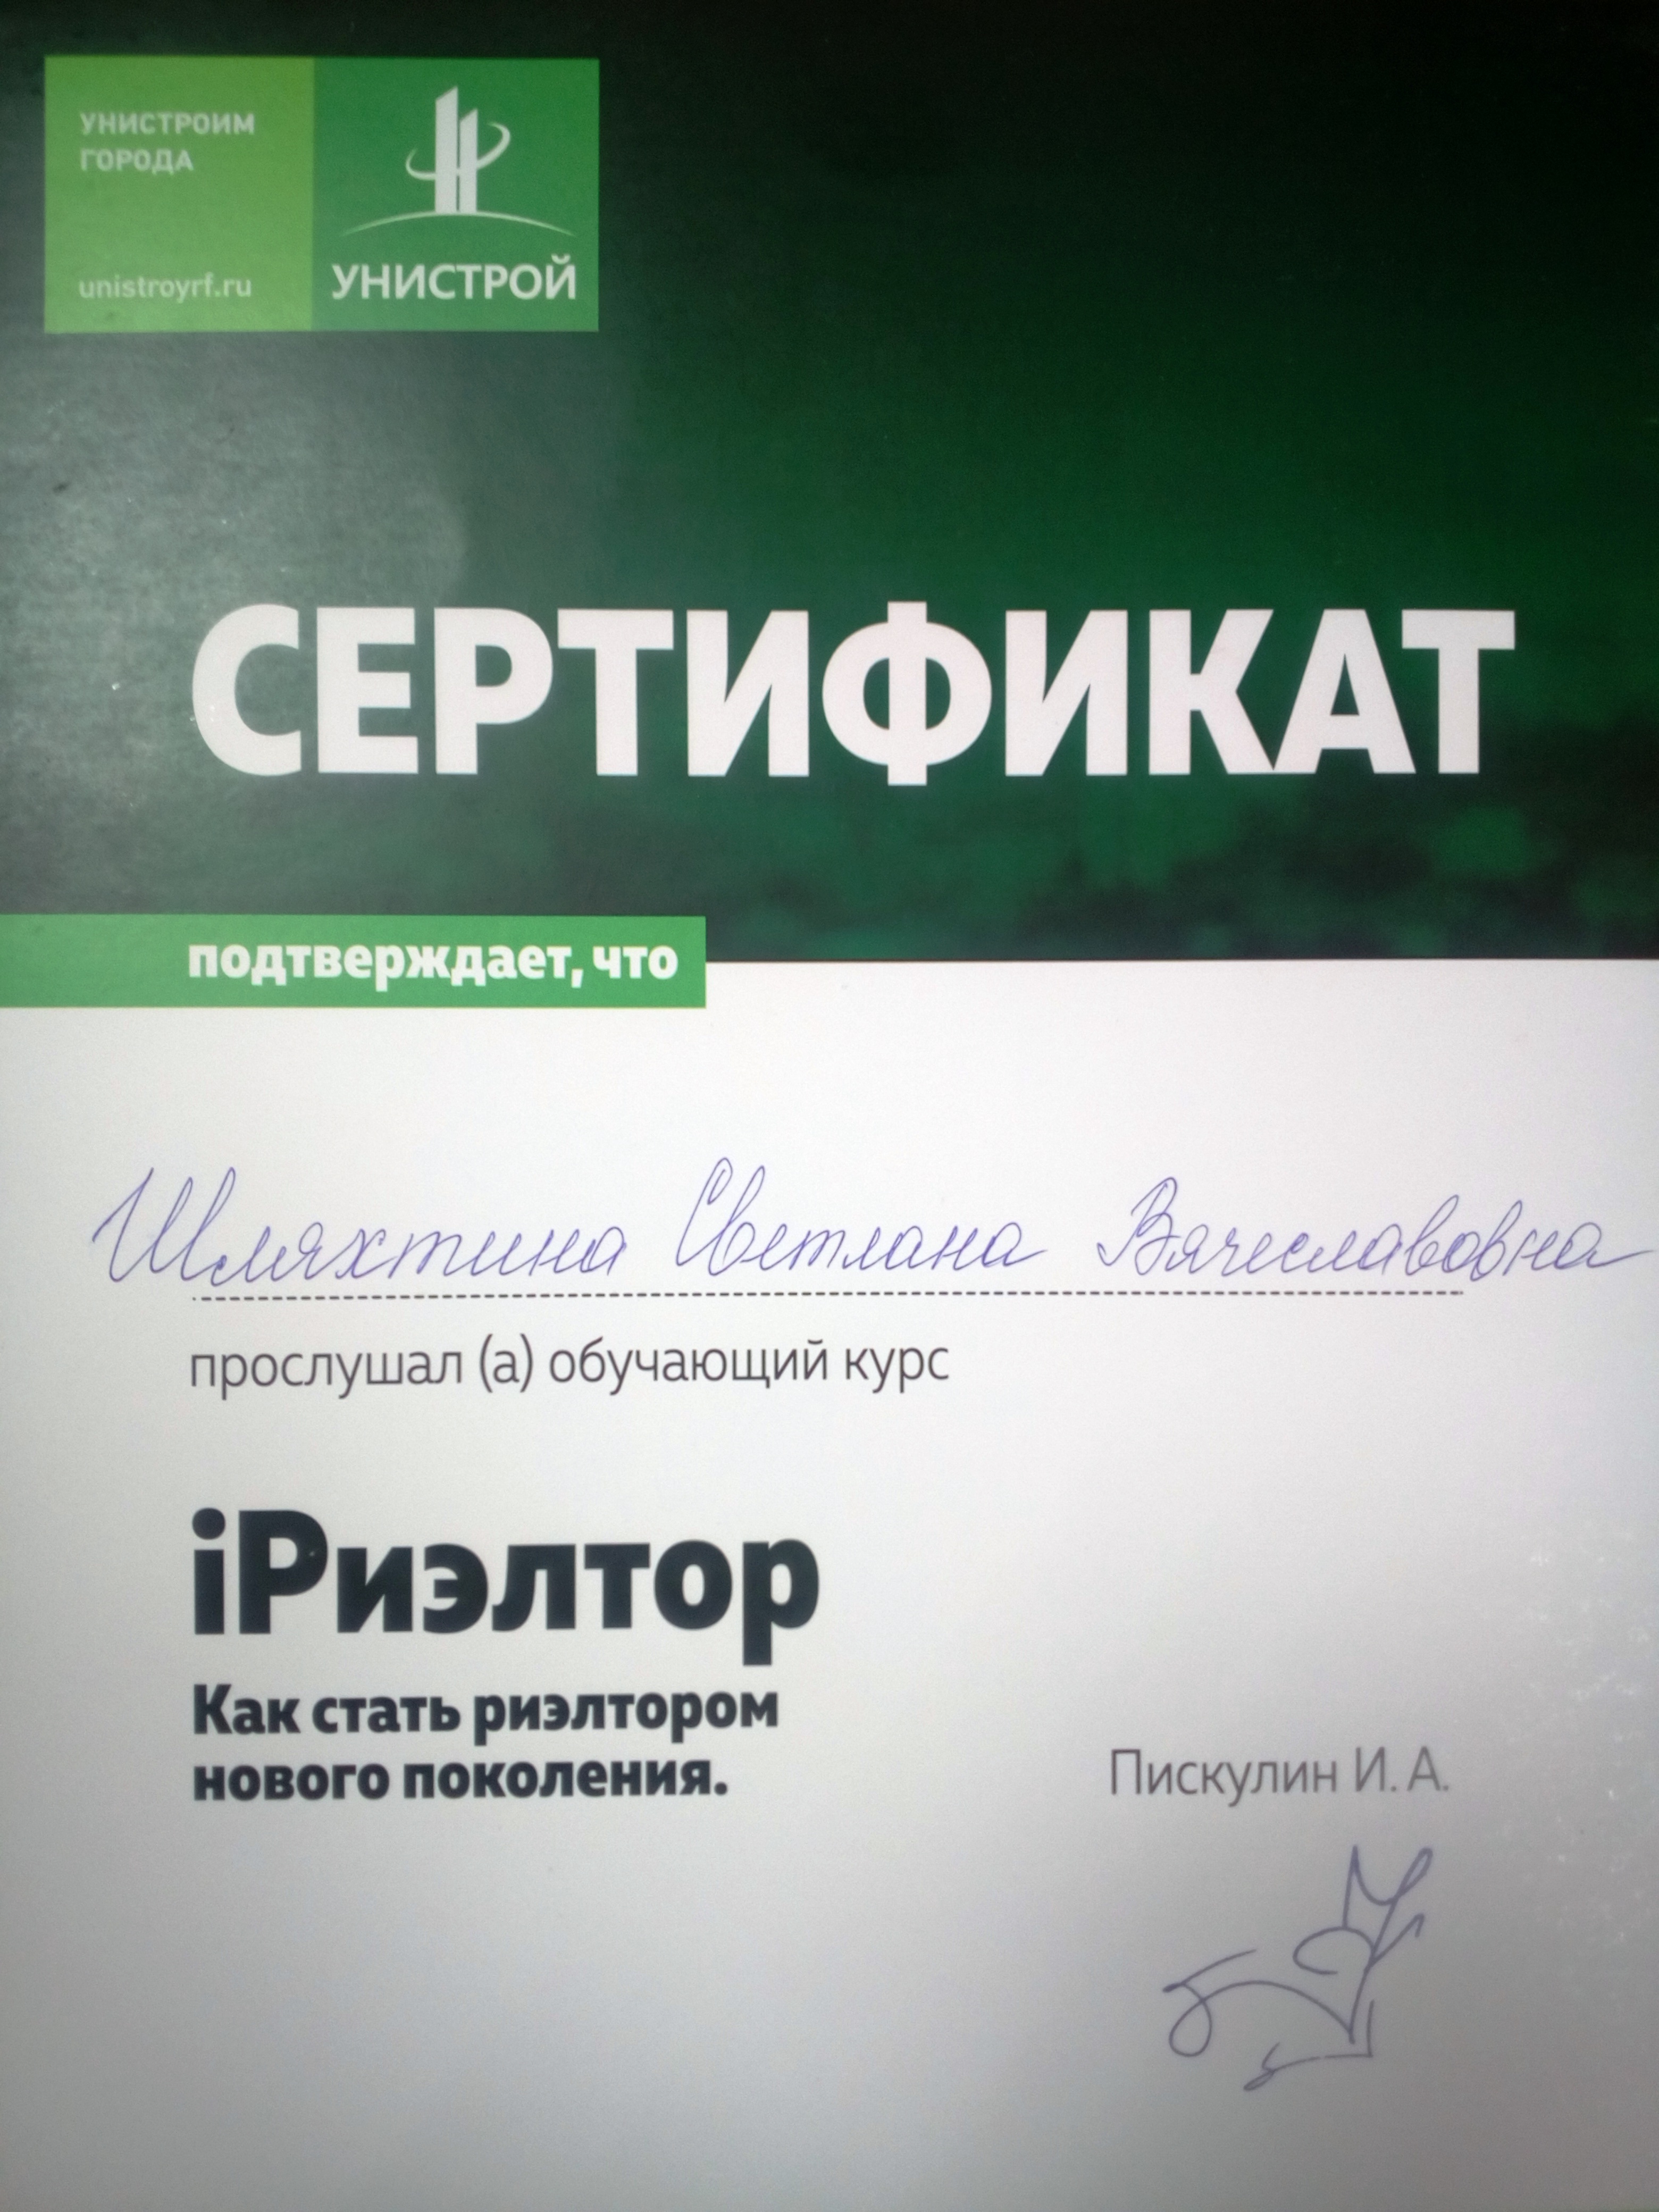 УНИСТРОИМ
ГОРОДА
unistroyrf.ru
УНИСТРОЙ
СЕРТИФИКАТ
подтверждает, что
Шляхтина Светлана Вячеславовна
прослушал (а) обучающий курс
iРиэлтор
Как стать риэлтором
нового поколения.
Пискулин И. А.